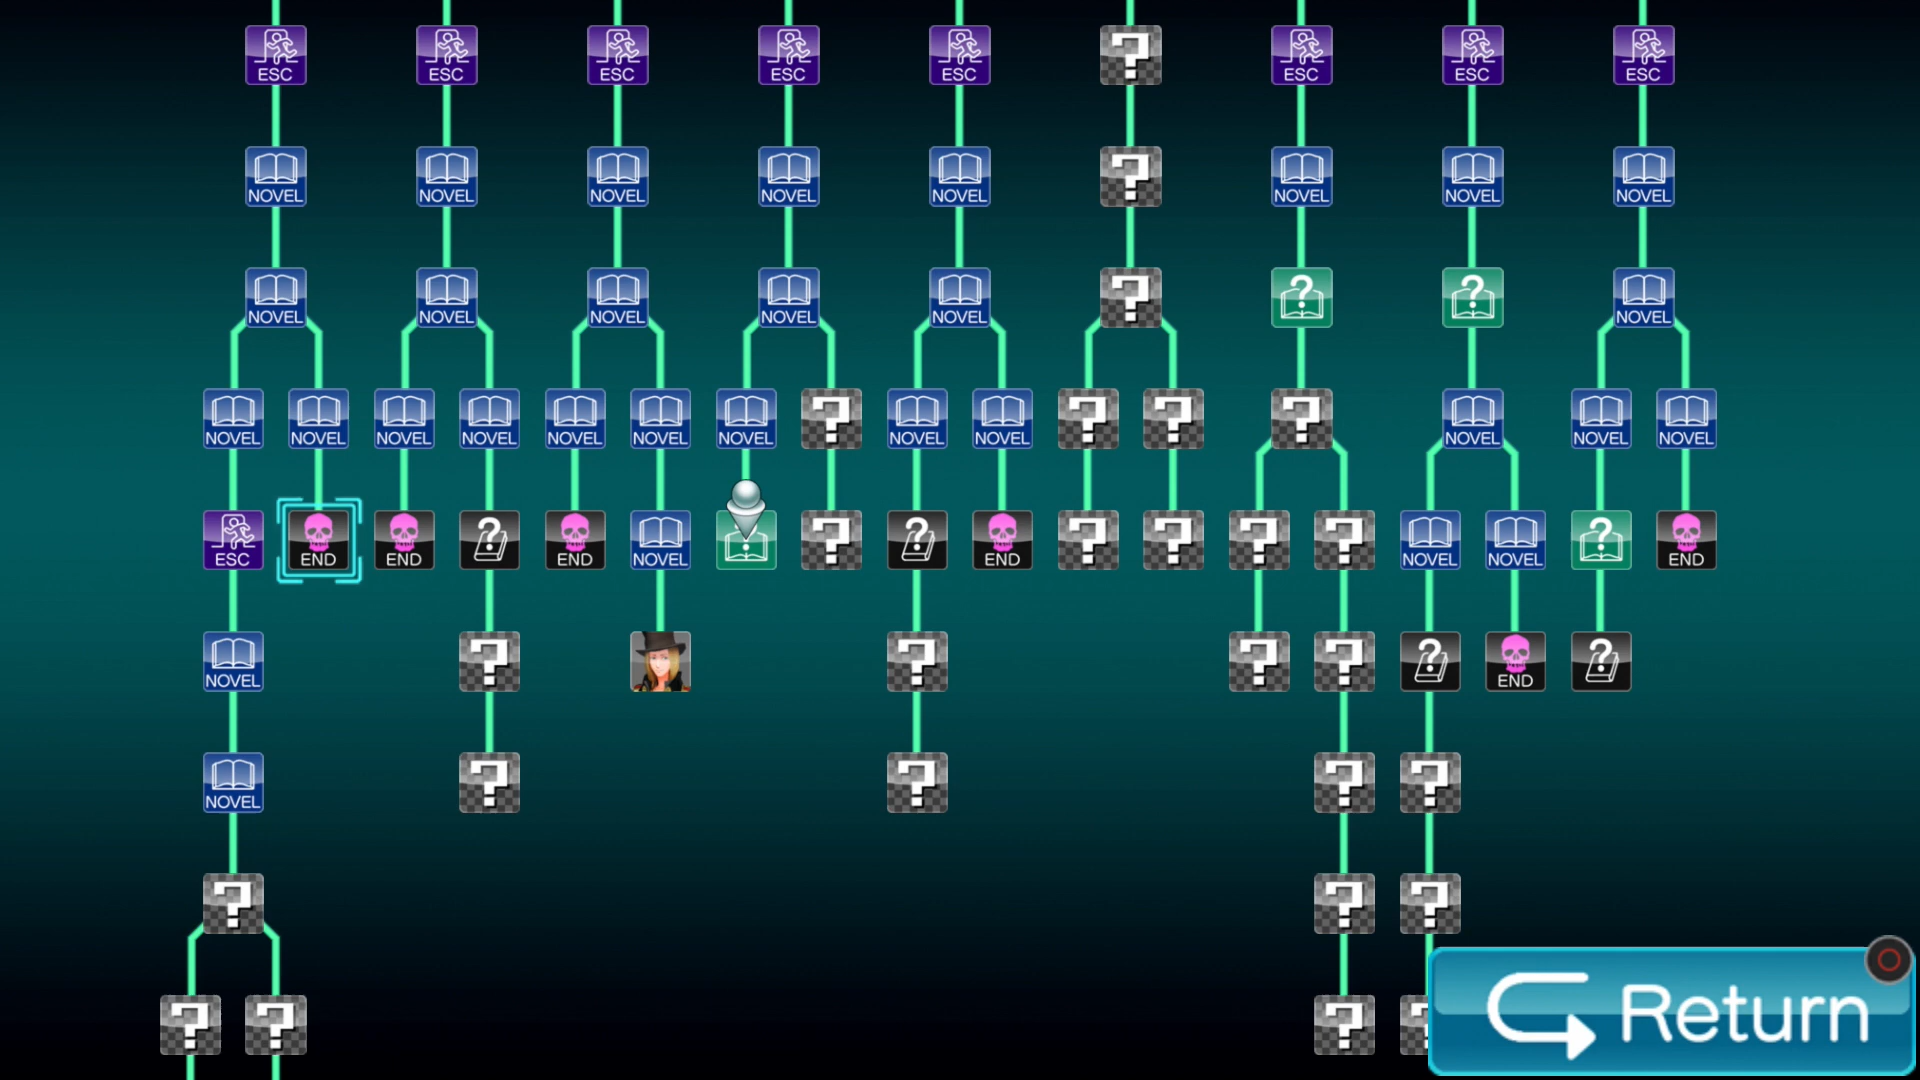 ESC ESC ESC ESC ESC ? ESC ESC ESC
NOVEL NOVEL NOVEL NOVEL NOVEL ? NOVEL NOVEL NOVEL
NOVEL NOVEL NOVEL NOVEL NOVEL ? ? ? NOVEL
NOVEL NOVEL NOVEL NOVEL NOVEL NOVEL NOVEL ? NOVEL NOVEL ? ? ? NOVEL NOVEL NOVEL
ESC END END ? END NOVEL ? ? END ? ? ? ? NOVEL NOVEL ? END
NOVEL ? ? ? ? ? END ?
NOVEL ? ? ? ?
? ? ?
? ? ?
Return